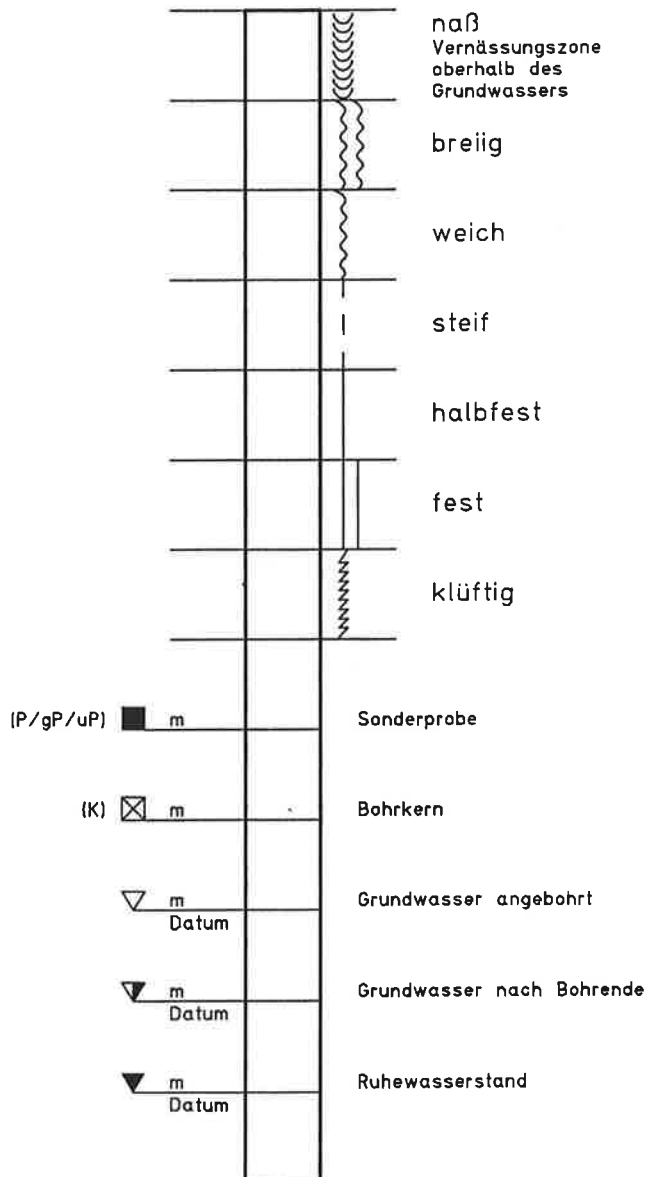 naß
Vernässungszone
oberhalb des
Grundwassers
breiig
weich
steif
halbfest
fest
klüftig
(P/gP/uP) m Sonderprobe
(K) m Bohrkern
m Grundwasser angebohrt
Datum
m Grundwasser nach Bohrende
Datum
m Ruhewasserstand
Datum